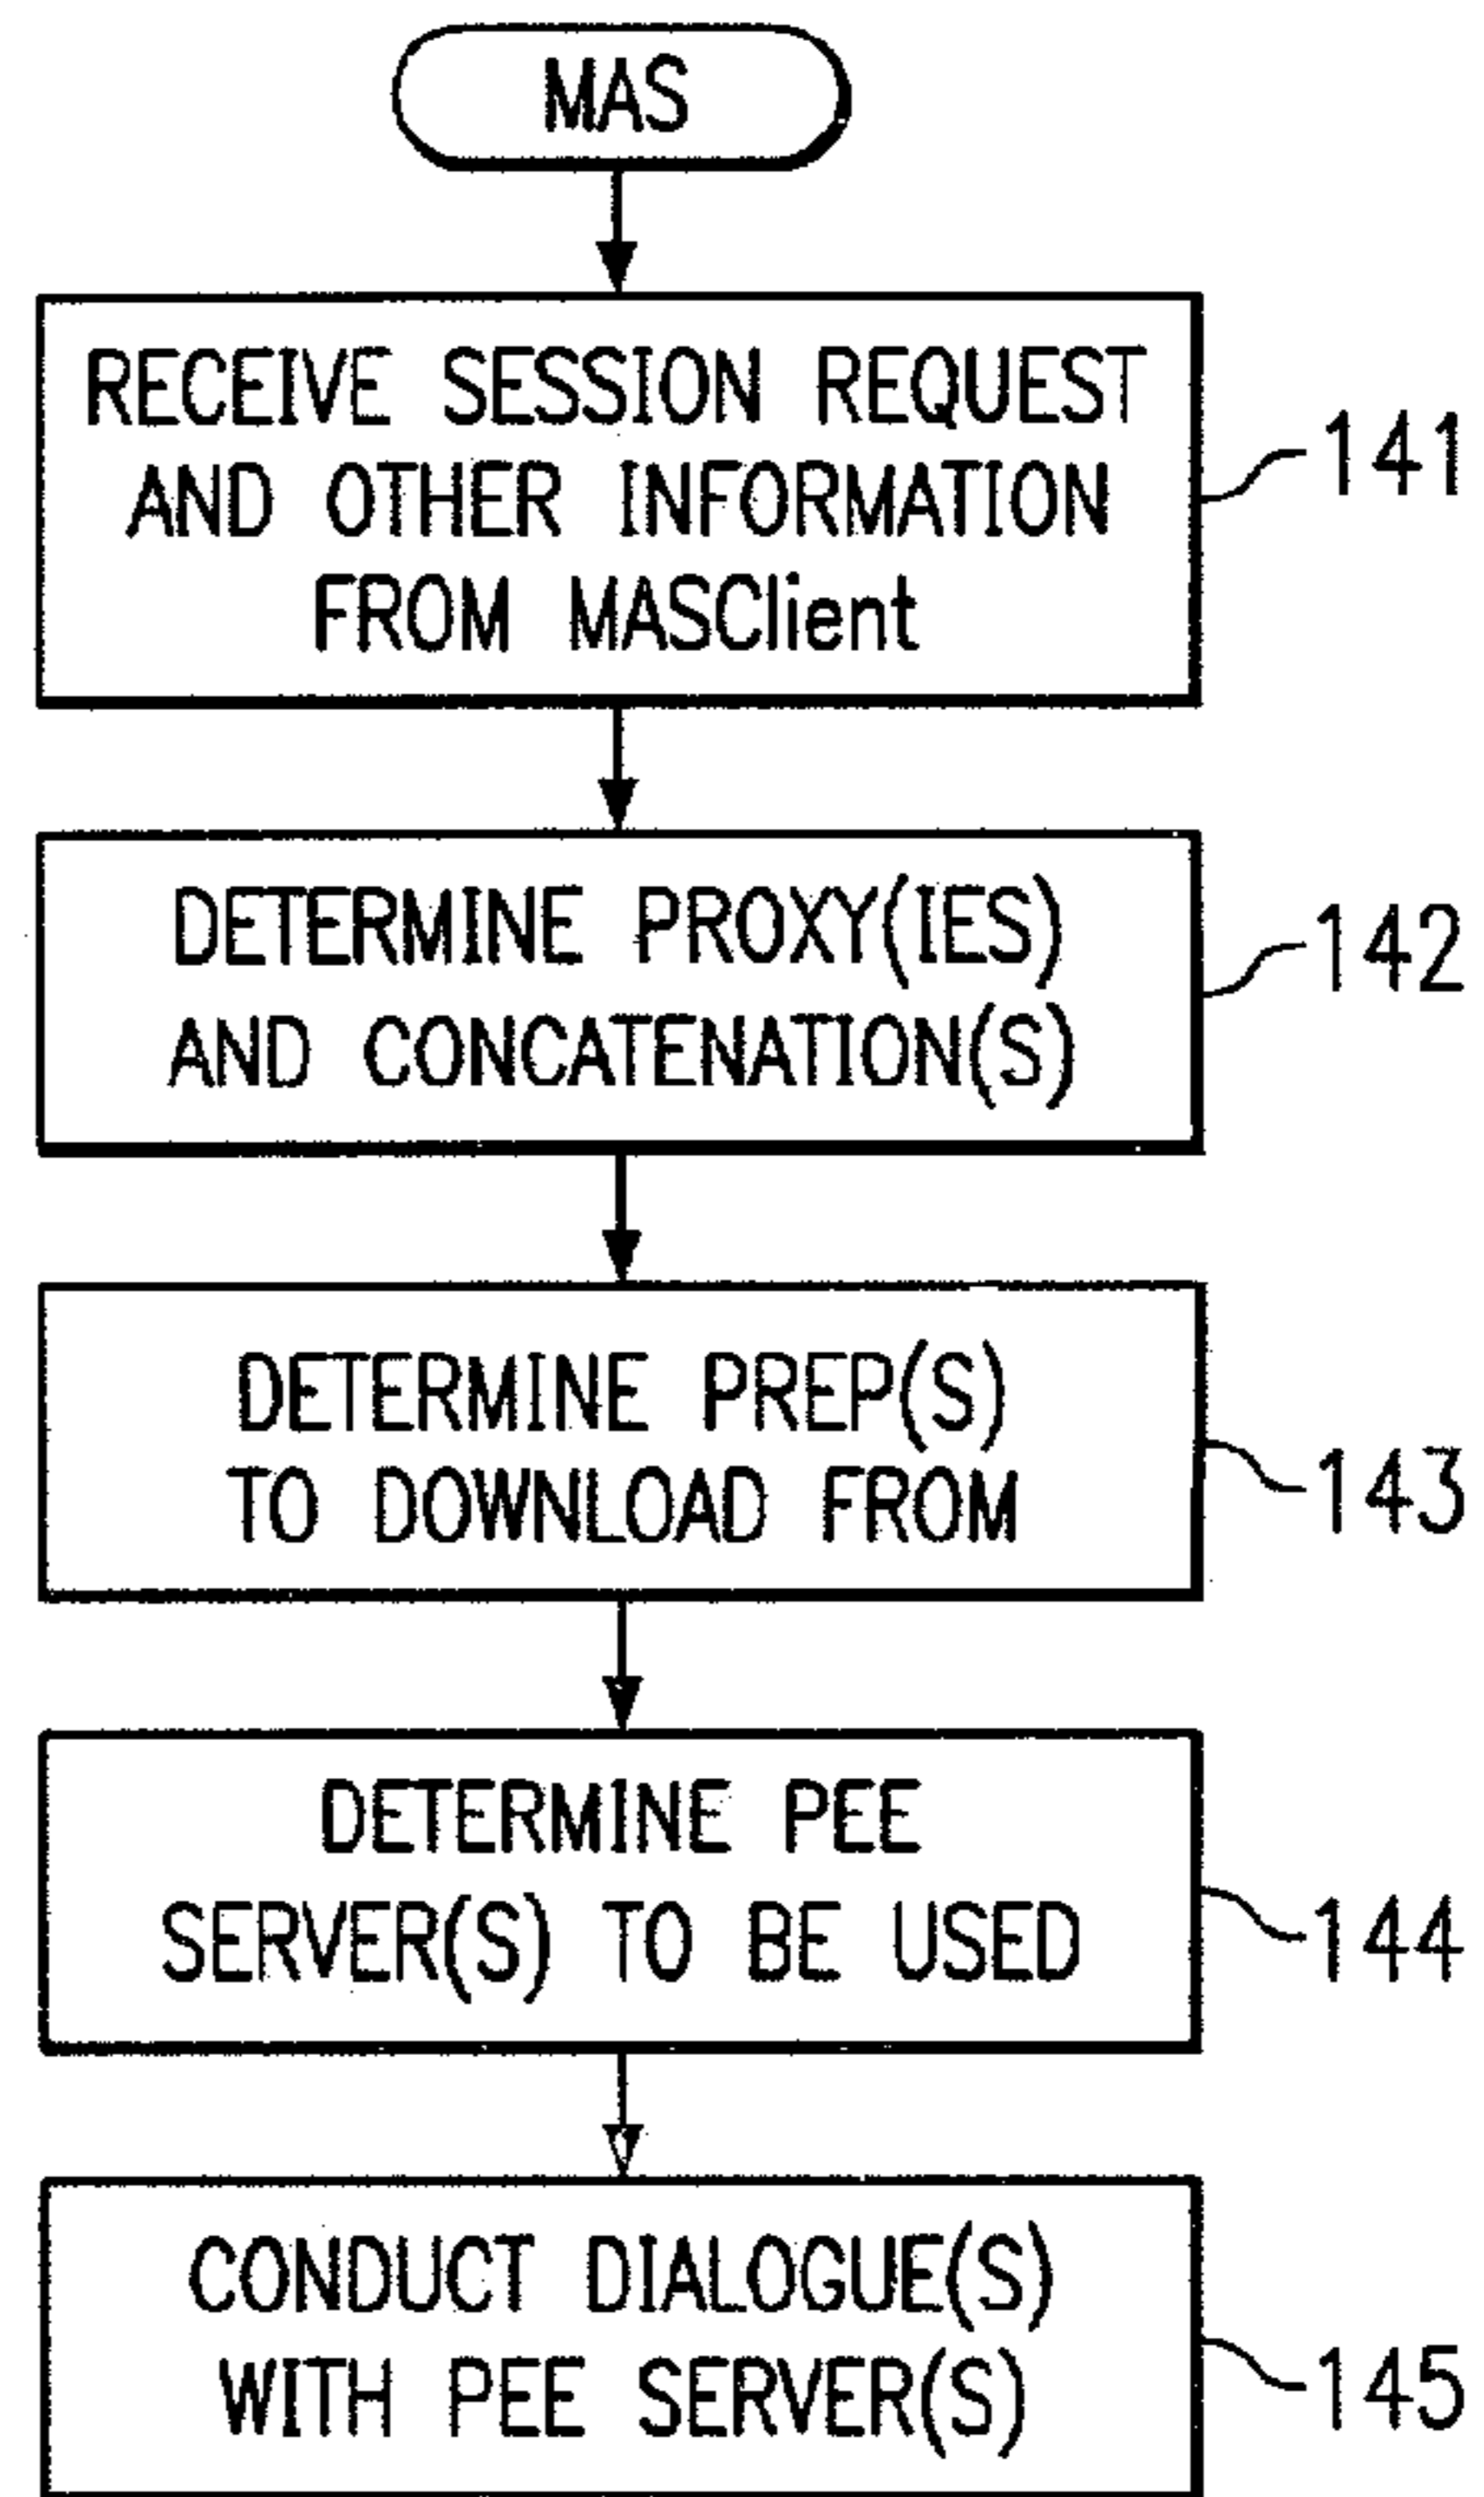 MAS
RECEIVE SESSION REQUEST
AND OTHER INFORMATION
FROM MASClient
141
DETERMINE PROXY(IES)
AND CONCATENATION(S)
142
DETERMINE PREP(S)
TO DOWNLOAD FROM
143
DETERMINE PEE
SERVER(S) TO BE USED
144
CONDUCT DIALOGUE(S)
WITH PEE SERVER(S)
145